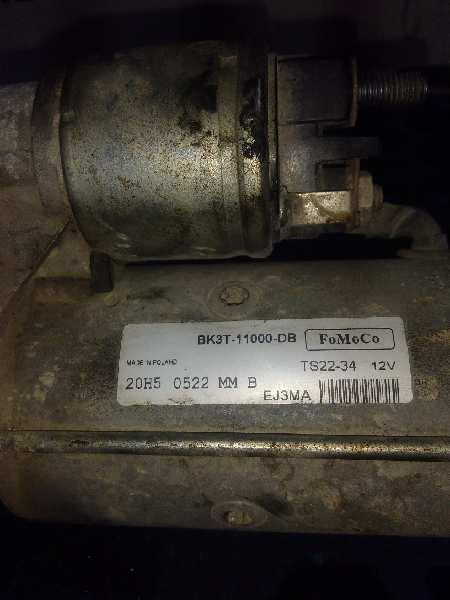 BK3T-11000-DB FoMoCo
MADE IN POLAND TS22-34 12V
20H5 0522 MM B EJ3MA